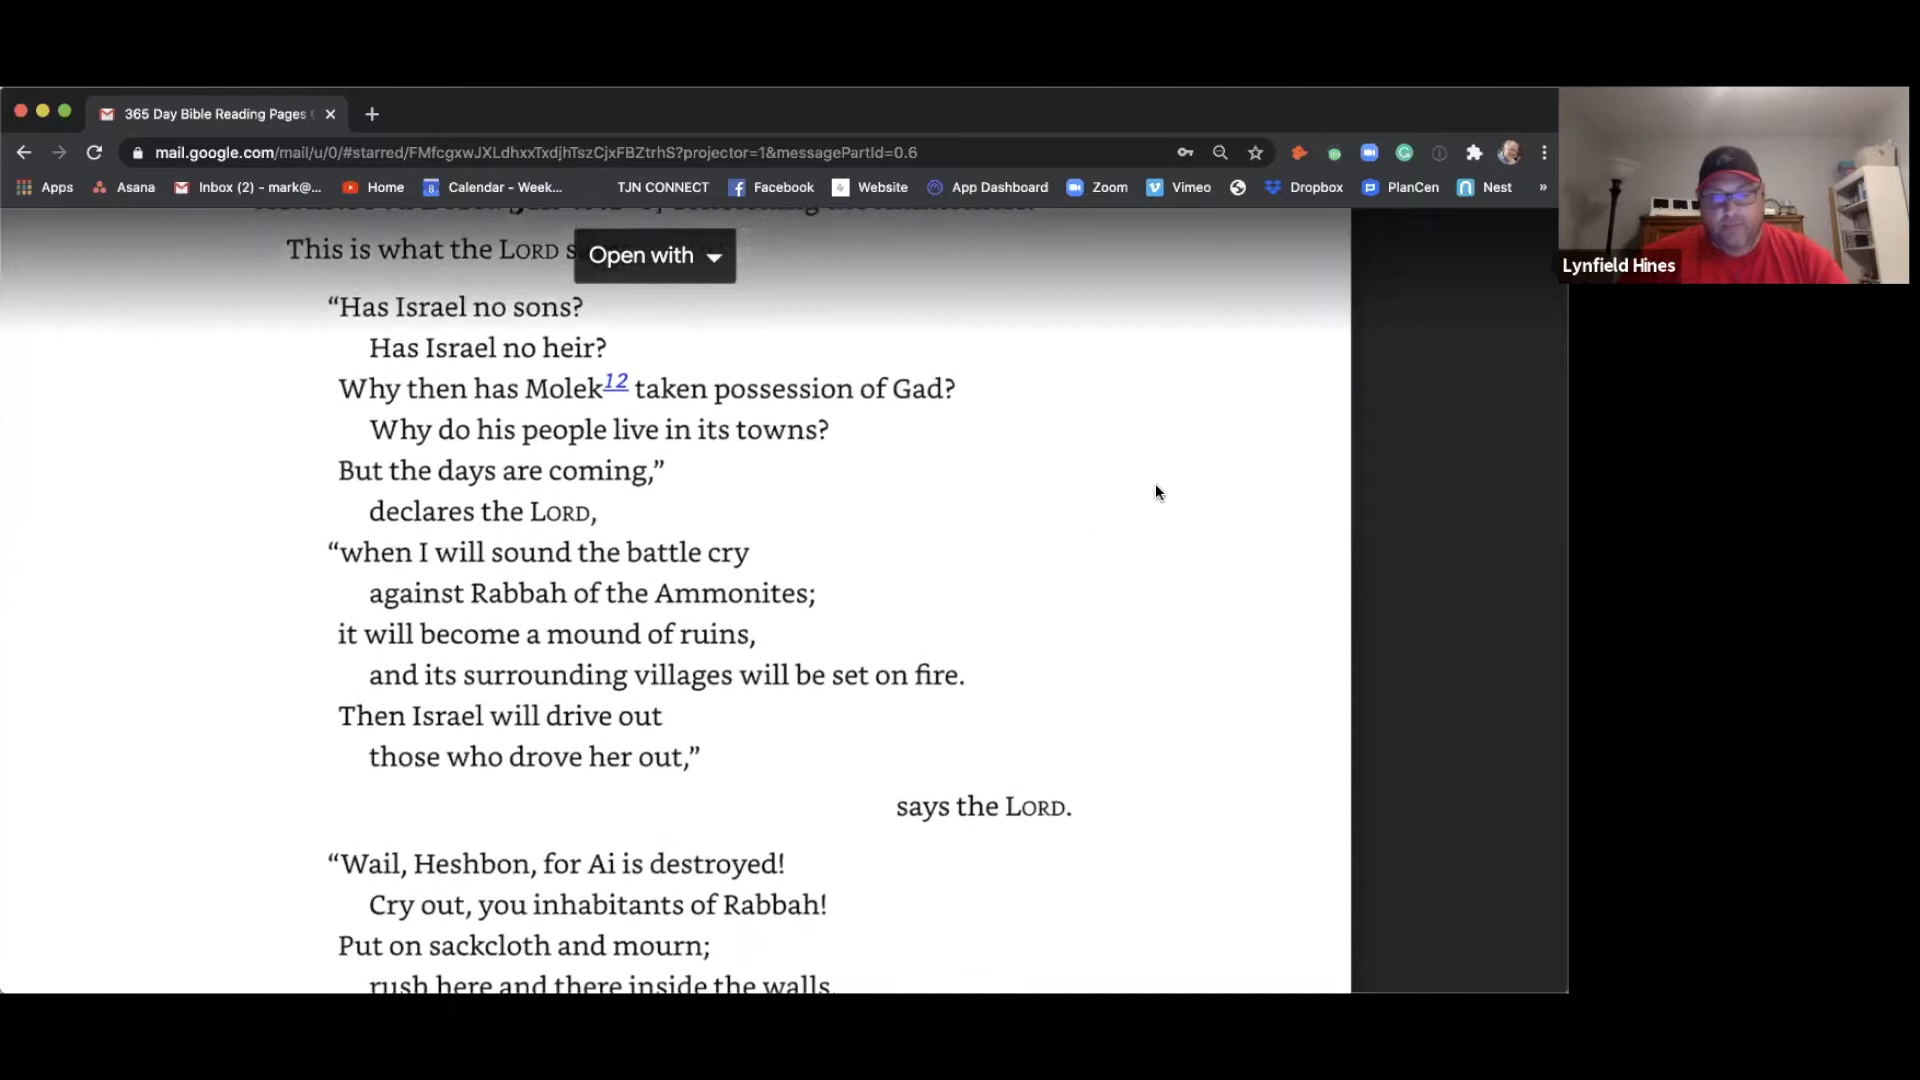 365 Day Bible Reading Pages
mail.google.com/mail/u/0/#starred/FMfcgxwJXLdhxxTxdjhTszCjxFBZtrhS?projector=1&messagePartId=0.6
Apps Asana Inbox (2) - mark@... Home Calendar - Week... TJN CONNECT Facebook Website App Dashboard Zoom Vimeo Dropbox PlanCen Nest »
This is what the LORD
Open with
“Has Israel no sons?
Has Israel no heir?
Why then has Molek12 taken possession of Gad?
Why do his people live in its towns?
But the days are coming,”
declares the LORD,
“when I will sound the battle cry
against Rabbah of the Ammonites;
it will become a mound of ruins,
and its surrounding villages will be set on fire.
Then Israel will drive out
those who drove her out,”
says the LORD.
“Wail, Heshbon, for Ai is destroyed!
Cry out, you inhabitants of Rabbah!
Put on sackcloth and mourn;
rush here and there inside the walls,
Lynfield Hines